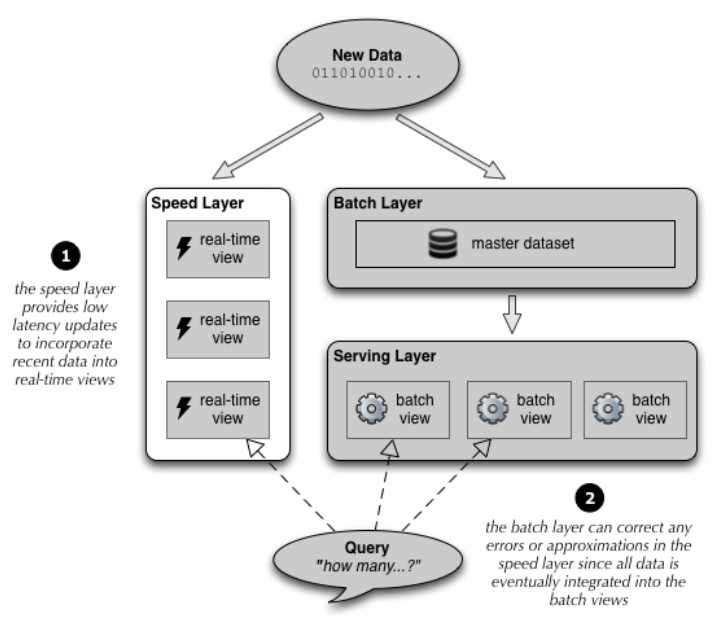 New Data
011010010...
Speed Layer
real-time
view
real-time
view
real-time
view
Batch Layer
master dataset
Serving Layer
batch
view
batch
view
batch
view
1
the speed layer
provides low
latency updates
to incorporate
recent data into
real-time views
Query
"how many...?"
2
the batch layer can correct any
errors or approximations in the
speed layer since all data is
eventually integrated into the
batch views